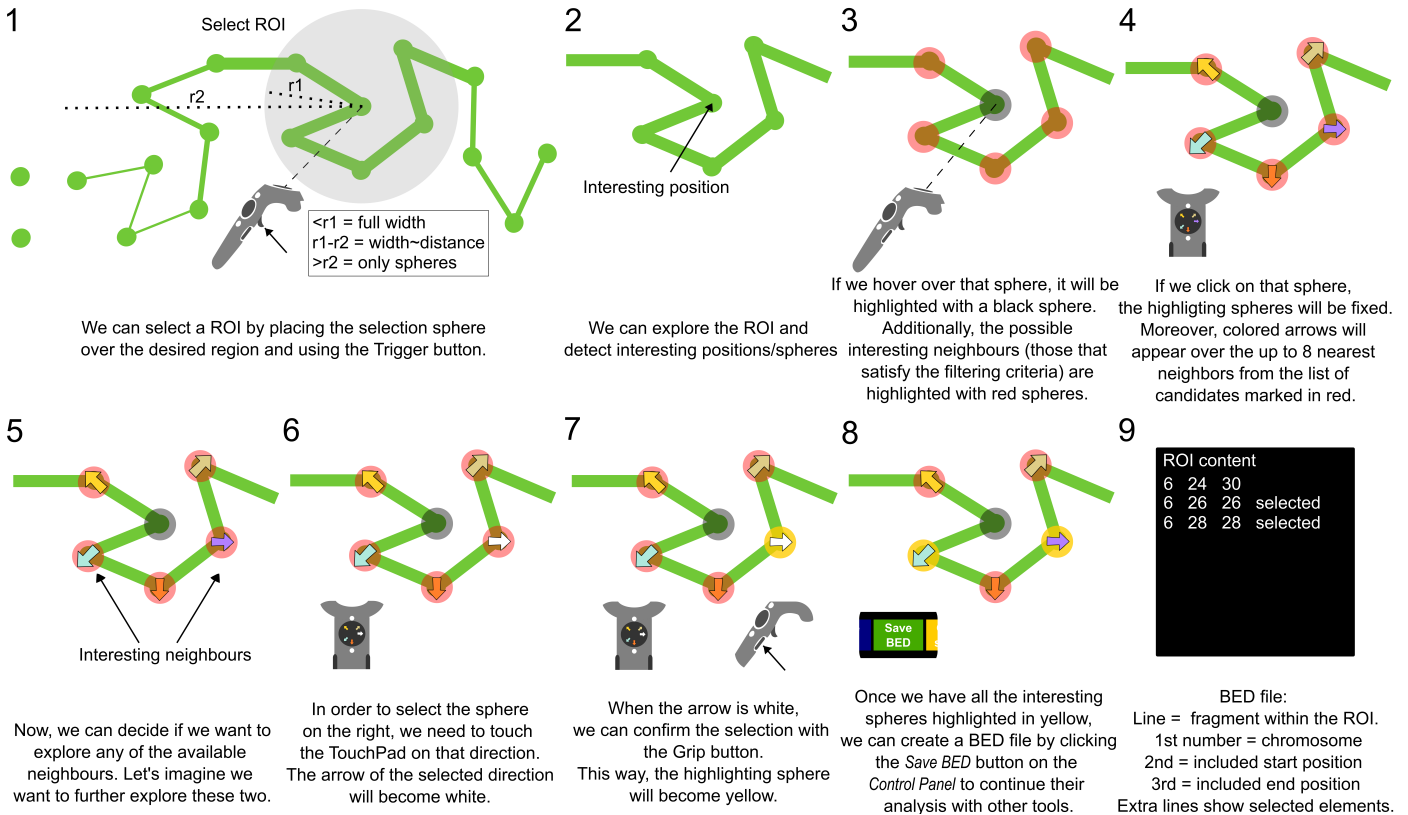 1
Select ROI
r1
r2
<r1 = full width
r1-r2 = width~distance
>r2 = only spheres
We can select a ROI by placing the selection sphere
over the desired region and using the Trigger button.
2
Interesting position
We can explore the ROI and
detect interesting positions/spheres
3
If we hover over that sphere, it will be
highlighted with a black sphere.
Additionally, the possible
interesting neighbours (those that
satisfy the filtering criteria) are
highlighted with red spheres.
4
If we click on that sphere,
the highligting spheres will be fixed.
Moreover, colored arrows will
appear over the up to 8 nearest
neighbors from the list of
candidates marked in red.
5
Interesting neighbours
Now, we can decide if we want to
explore any of the available
neighbours. Let's imagine we
want to further explore these two.
6
In order to select the sphere
on the right, we need to touch
the TouchPad on that direction.
The arrow of the selected direction
will become white.
7
When the arrow is white,
we can confirm the selection with
the Grip button.
This way, the highlighting sphere
will become yellow.
8
Save
BED
Once we have all the interesting
spheres highlighted in yellow,
we can create a BED file by clicking
the Save BED button on the
Control Panel to continue their
analysis with other tools.
9
ROI content
6 24 30
6 26 26 selected
6 28 28 selected
BED file:
Line = fragment within the ROI.
1st number = chromosome
2nd = included start position
3rd = included end position
Extra lines show selected elements.